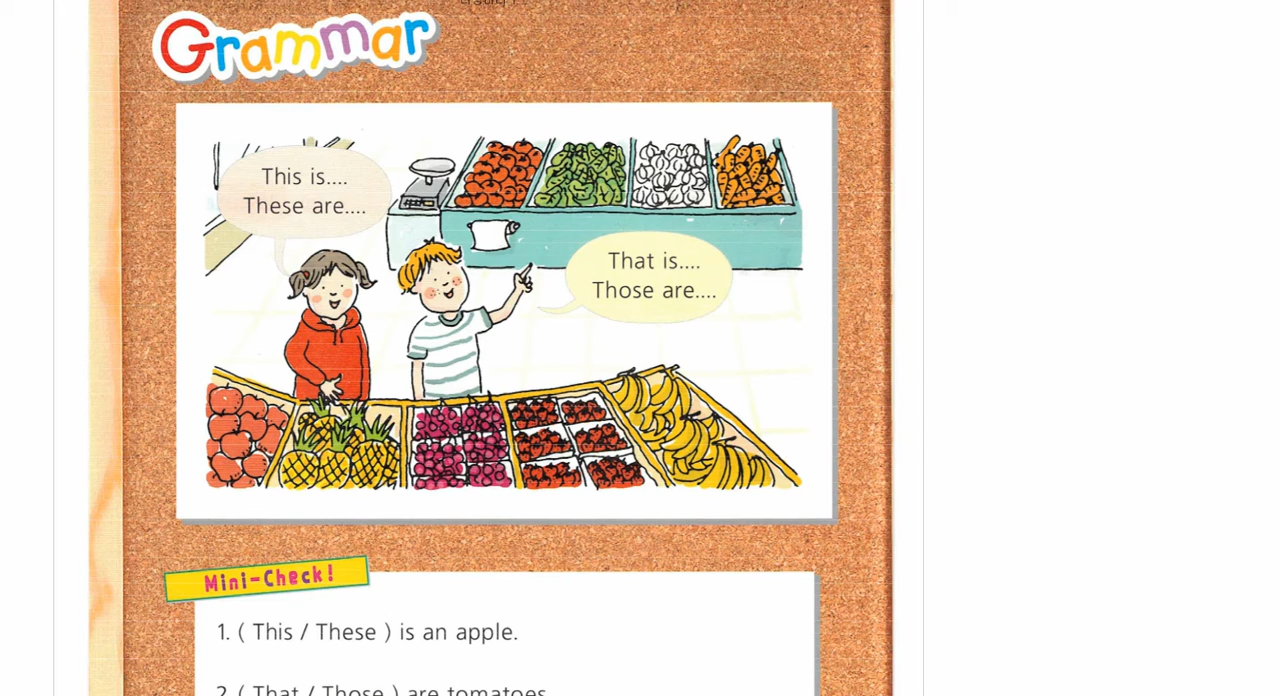 Grammar
This is....
These are....
That is....
Those are....
Mini-Check!
1. ( This / These ) is an apple.
2. ( That / Those ) are tomatoes